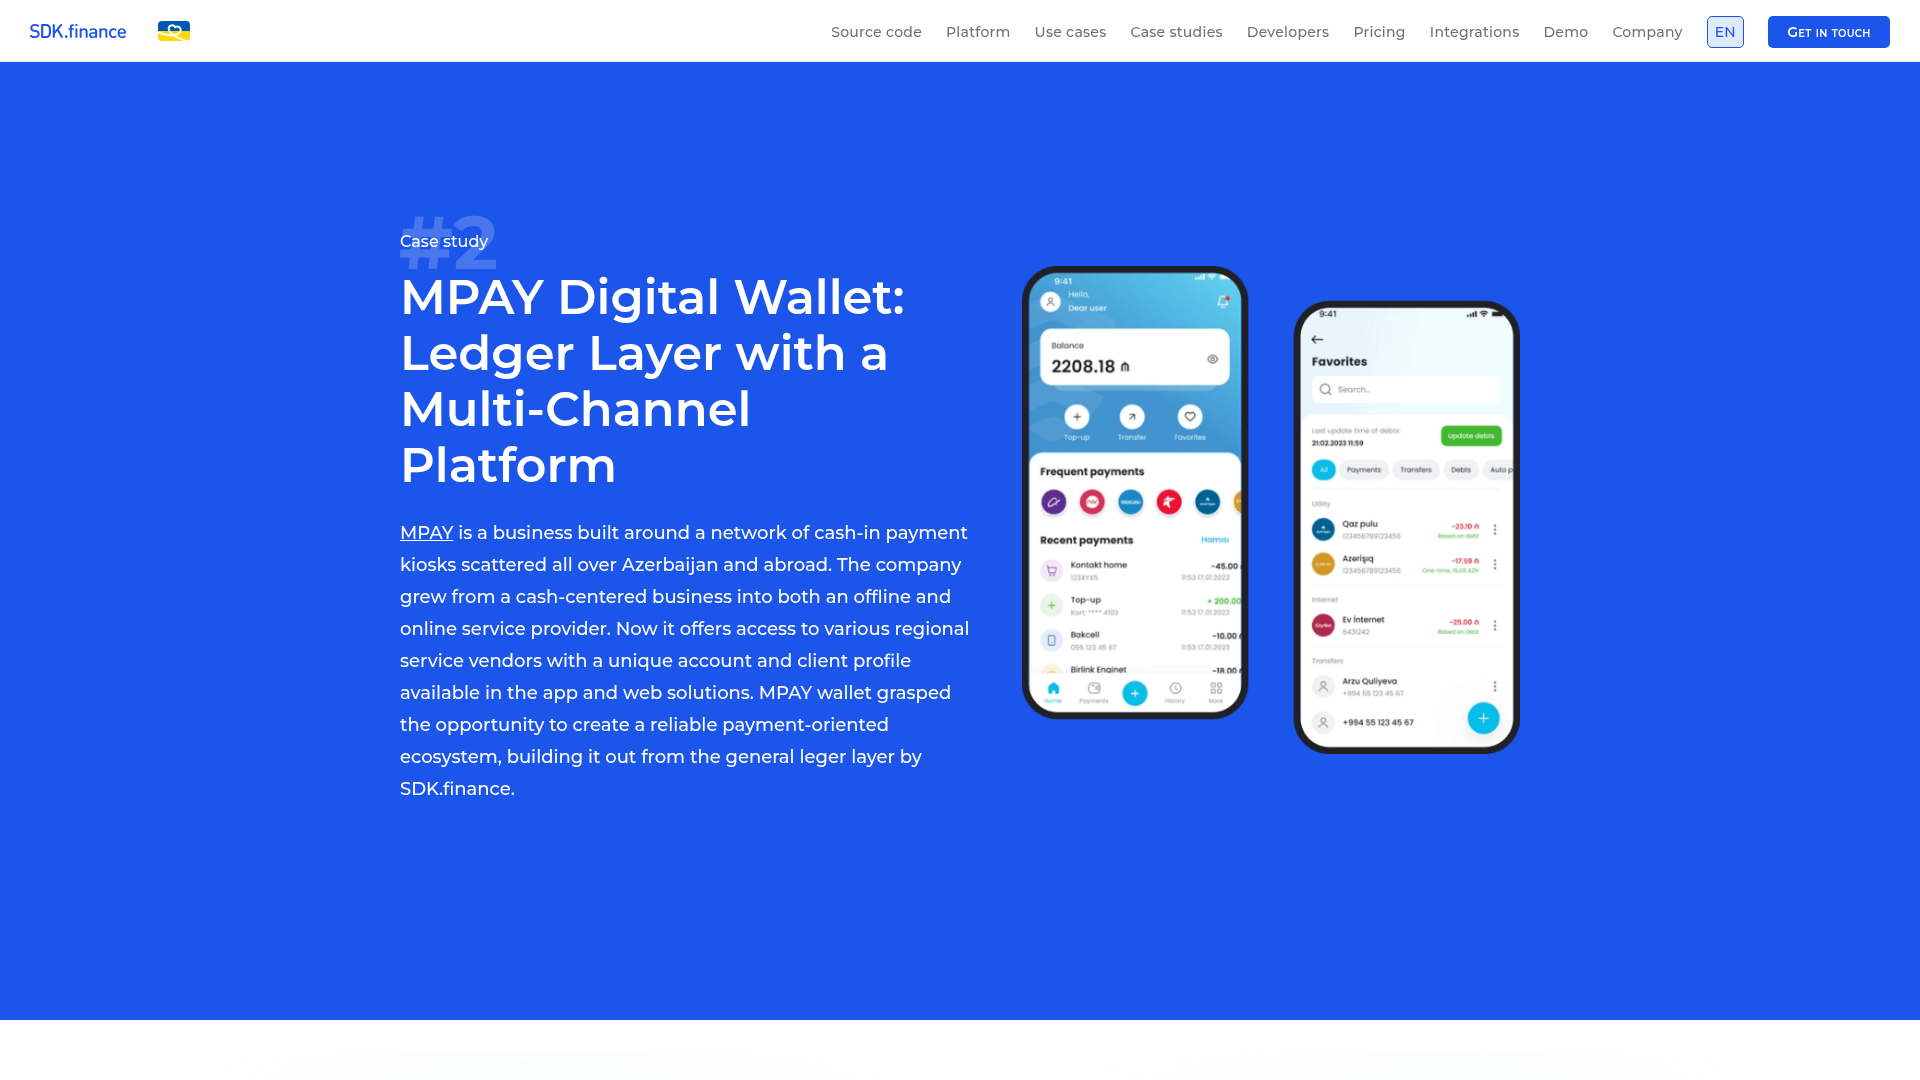 SDK.finance
Source code
Platform
Use cases
Case studies
Developers
Pricing
Integrations
Demo
Company
EN
Get in touch
#2
Case study
MPAY Digital Wallet:
Ledger Layer with a
Multi-Channel
Platform
MPAY is a business built around a network of cash-in payment
kiosks scattered all over Azerbaijan and abroad. The company
grew from a cash-centered business into both an offline and
online service provider. Now it offers access to various regional
service vendors with a unique account and client profile
available in the app and web solutions. MPAY wallet grasped
the opportunity to create a reliable payment-oriented
ecosystem, building it out from the general leger layer by
SDK.finance.
9:41
Hello,
Dear user
Balance
2208.18 ₼
Top-up
Transfer
Favorites
Frequent payments
Recent payments
Hamısı
Kontakt home
-45.00
123XYX5
11:53 17.01.2023
Top-up
+ 200.00
Kort: **** 4103
11:53 17.01.2023
Bakcell
-10.00
055 123 45 67
11:53 17.01.2023
Birlink Enginet
-18.00
Home
Payments
History
More
9:41
Favorites
Search...
Last update time of debts:
21.02.2023 11:59
Update debts
All
Payments
Transfers
Debts
Auto p
Utility
Qaz pulu
-23.10 ₼
123456789123456
Based on debt
Azərişıq
-17.59 ₼
123456789123456
One-time, 15.00 AZN
Internet
CityNet
Ev İnternet
-25.00 ₼
6431242
Based on debt
Transfers
Arzu Quliyeva
+994 55 123 45 67
+994 55 123 45 67